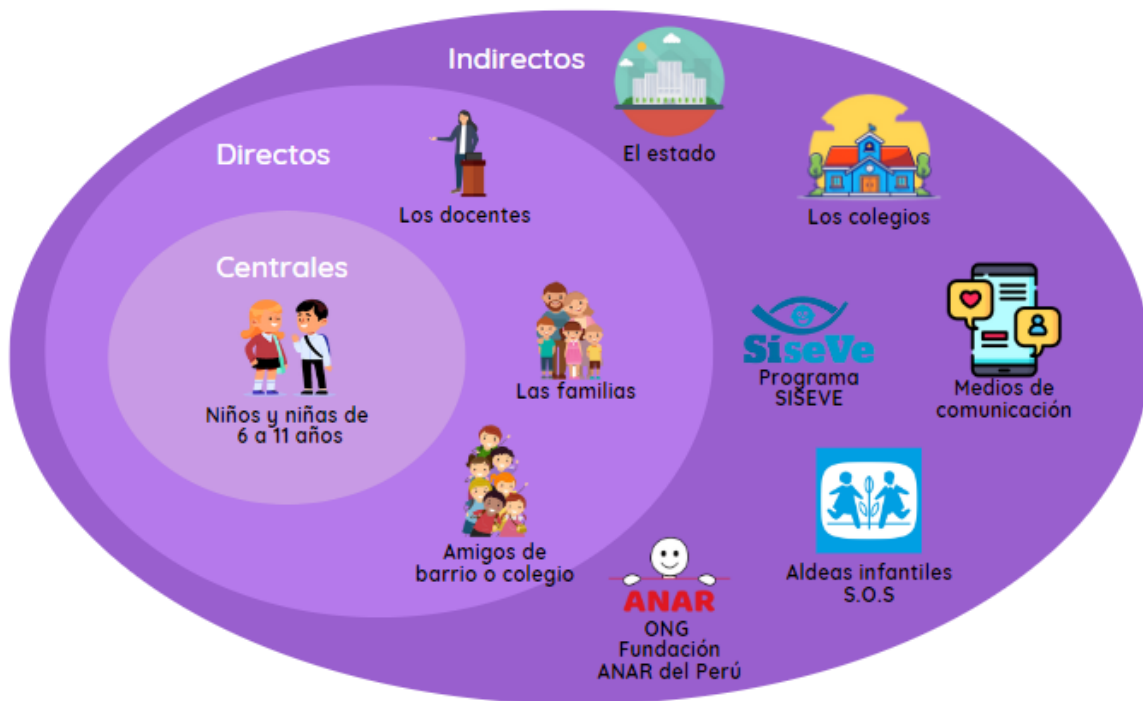 Indirectos
El estado
Los colegios
Directos
Los docentes
Centrales
Niños y niñas de
6 a 11 años
Las familias
SíseVe
Programa
SISEVE
Medios de
comunicación
Amigos de
barrio o colegio
Aldeas infantiles
S.O.S
ANAR
ONG
Fundación
ANAR del Perú